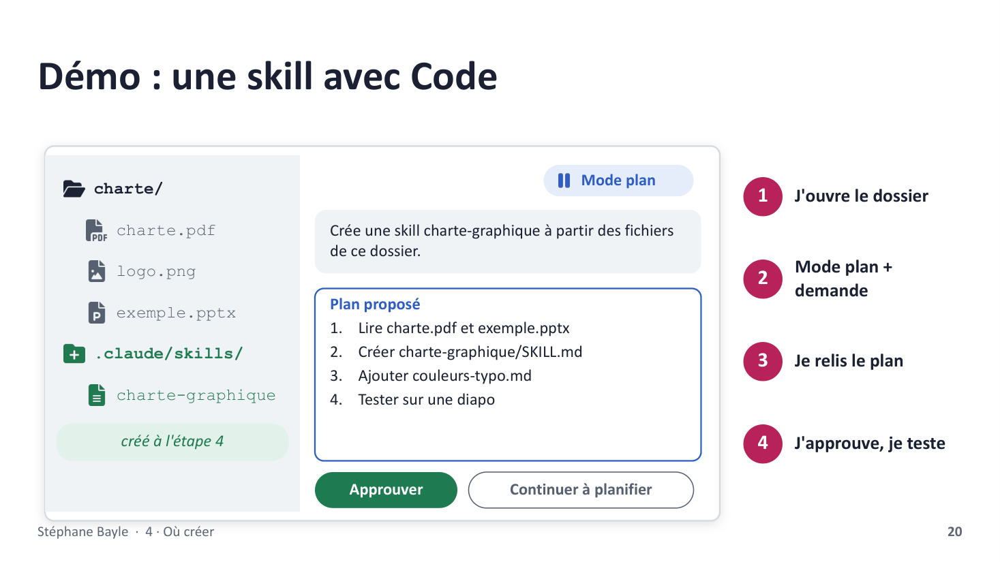 Démo : une skill avec Code
charte/
PDF
charte.pdf
logo.png
P
exemple.pptx
.claude/skills/
charte-graphique
créé à l'étape 4
Mode plan
Crée une skill charte-graphique à partir des fichiers
de ce dossier.
Plan proposé
1. Lire charte.pdf et exemple.pptx
2. Créer charte-graphique/SKILL.md
3. Ajouter couleurs-typo.md
4. Tester sur une diapo
Approuver
Continuer à planifier
1 J'ouvre le dossier
2 Mode plan +
demande
3 Je relis le plan
4 J'approuve, je teste
Stéphane Bayle · 4 · Où créer
20